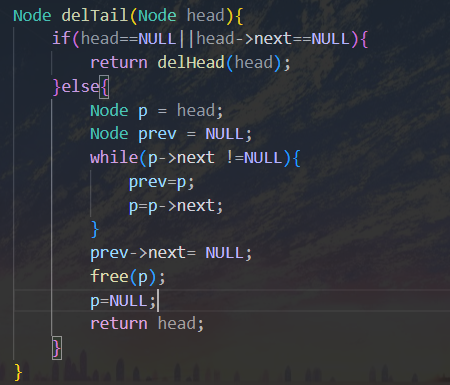 Node delTail(Node head){
    if(head==NULL||head->next==NULL){
        return delHead(head);
    }else{
        Node p = head;
        Node prev = NULL;
        while(p->next !=NULL){
            prev=p;
            p=p->next;
        }
        prev->next= NULL;
        free(p);
        p=NULL;
        return head;
    }
}